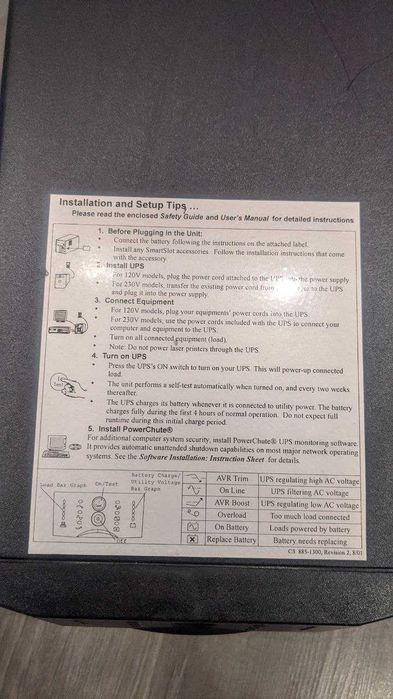 Installation and Setup Tips ...
Please read the enclosed Safety Guide and User's Manual for detailed instructions
1. Before Plugging in the Unit:
• Connect the battery following the instructions on the attached label.
• Install any SmartSlot accessories. Follow the installation instructions that come
with the accessory
2. Install UPS
• For 120V models, plug the power cord attached to the UPS into the power supply
• For 230V models, transfer the existing power cord from to the UPS
and plug it into the power supply.
3. Connect Equipment
• For 120V models, plug your equipments' power cords into the UPS.
• For 230V models, use the power cords included with the UPS to connect your
computer and equipment to the UPS.
• Turn on all connected equipment (load).
• Note: Do not power laser printers through the UPS.
4. Turn on UPS
• Press the UPS's ON switch to turn on your UPS. This will power-up connected
load.
• The unit performs a self-test automatically when turned on, and every two weeks
thereafter.
• The UPS charges its battery whenever it is connected to utility power. The battery
charges fully during the first 4 hours of normal operation. Do not expect full
runtime during this initial charge period.
5. Install PowerChute®
For additional computer system security, install PowerChute® UPS monitoring software.
It provides automatic unattended shutdown capabilities on most major network operating
systems. See the Software Installation: Instruction Sheet for details.
Load Bar Graph
On/Test
Battery Charge/
Utility Voltage
Bar Graph
Off
AVR Trim UPS regulating high AC voltage
On Line UPS filtering AC voltage
AVR Boost UPS regulating low AC voltage
Overload Too much load connected
On Battery Loads powered by battery
Replace Battery Battery needs replacing
CS 885-1300, Revision 2, 8/01